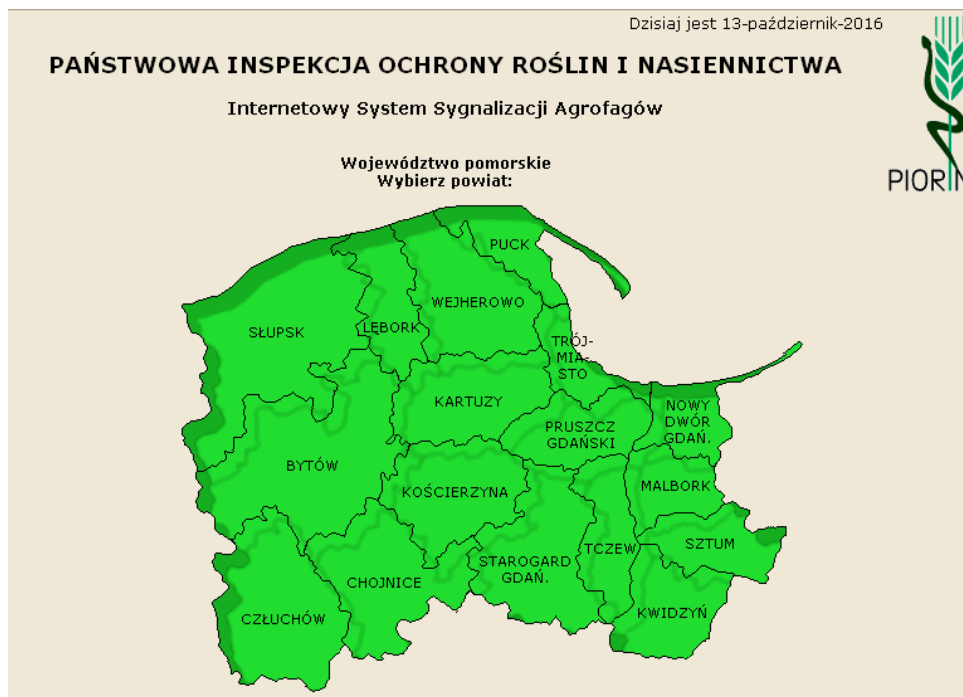 Dzisiaj jest 13-październik-2016
PAŃSTWOWA INSPEKCJA OCHRONY ROŚLIN I NASIENNICTWA
Internetowy System Sygnalizacji Agrofagów
PIORIN
Województwo pomorskie
Wybierz powiat:
PUCK
WEJHEROWO
SŁUPSK
LĘBORK
TRÓJ-
MIA-
STO
KARTUZY
NOWY
DWÓR
GDAŃ.
PRUSZCZ
GDAŃSKI
BYTÓW
KOŚCIERZYNA
MALBORK
SZTUM
TCZEW
STAROGARD
GDAŃ.
CHOJNICE
KWIDZYŃ
CZŁUCHÓW